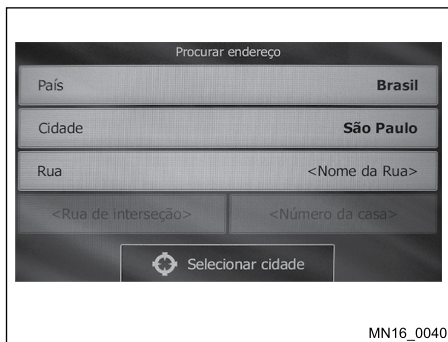 Procurar endereço
País Brasil
Cidade São Paulo
Rua <Nome da Rua>
<Rua de interseção> <Número da casa>
Selecionar cidade
MN16_0040